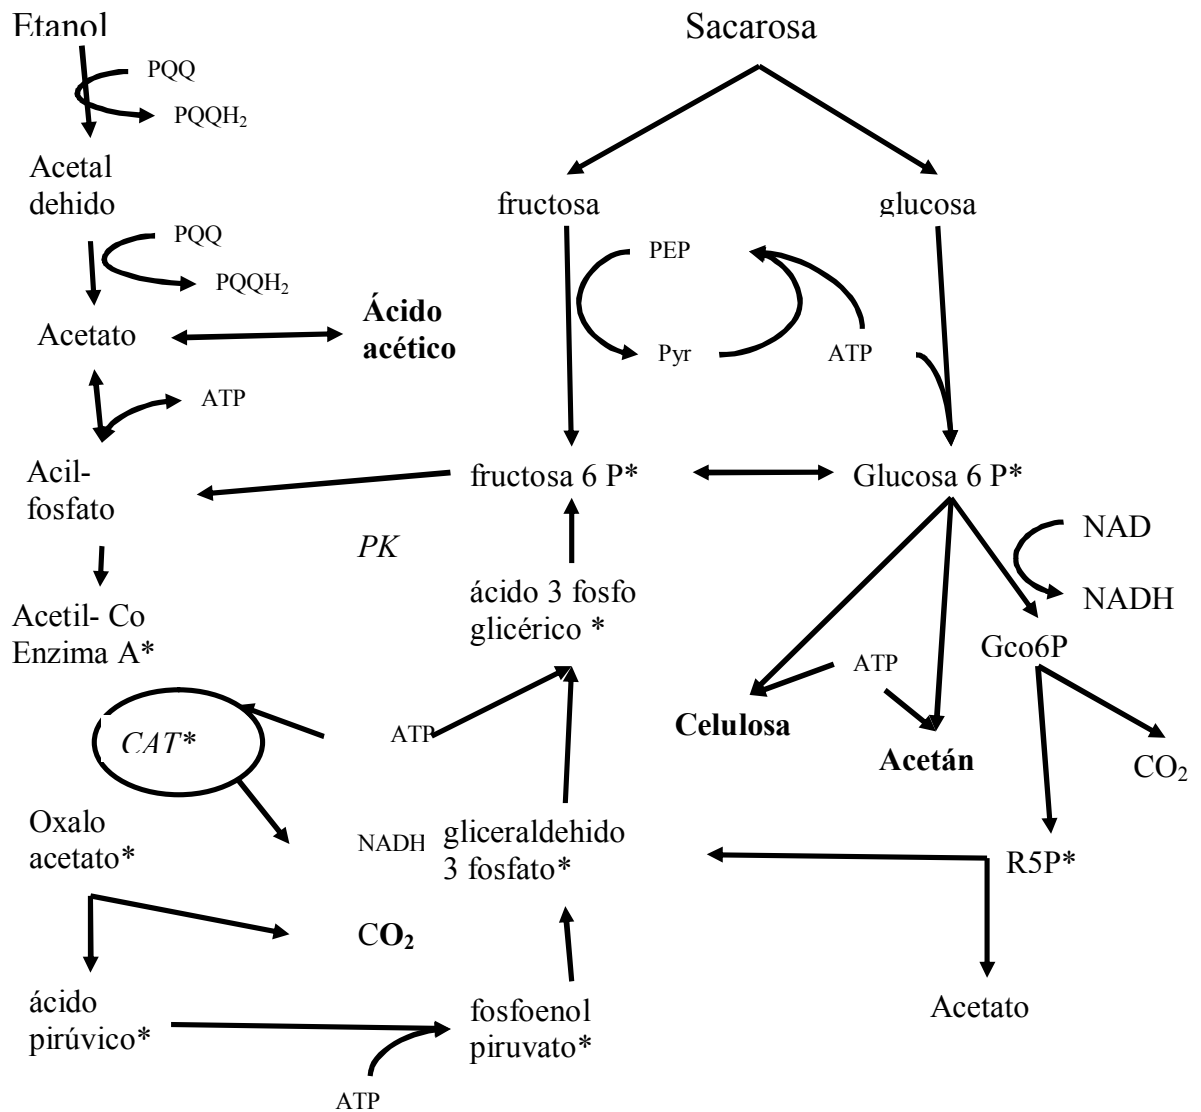 Etanol
Sacarosa
PQQ
PQQH₂
Acetal
dehido
fructosa
glucosa
PQQ
PQQH₂
PEP
Ácido
acético
Acetato
Pyr
ATP
ATP
Acil-
fosfato
fructosa 6 P*
Glucosa 6 P*
NAD
NADH
PK
ácido 3 fosfo
glicérico *
Acetil- Co
Enzima A*
Gco6P
ATP
Celulosa
Acetán
CO₂
CAT*
ATP
Oxalo
acetato*
NADH
gliceraldehido
3 fosfato*
R5P*
CO₂
ácido
pirúvico*
fosfoenol
piruvato*
Acetato
ATP